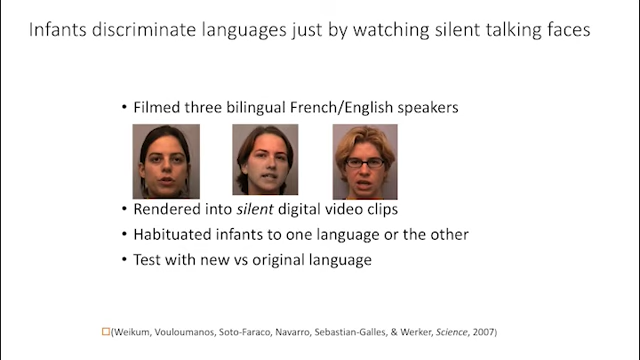 Infants discriminate languages just by watching silent talking faces
• Filmed three bilingual French/English speakers
• Rendered into silent digital video clips
• Habituated infants to one language or the other
• Test with new vs original language
(Weikum, Vouloumanos, Soto-Faraco, Navarro, Sebastian-Galles, & Werker, Science, 2007)